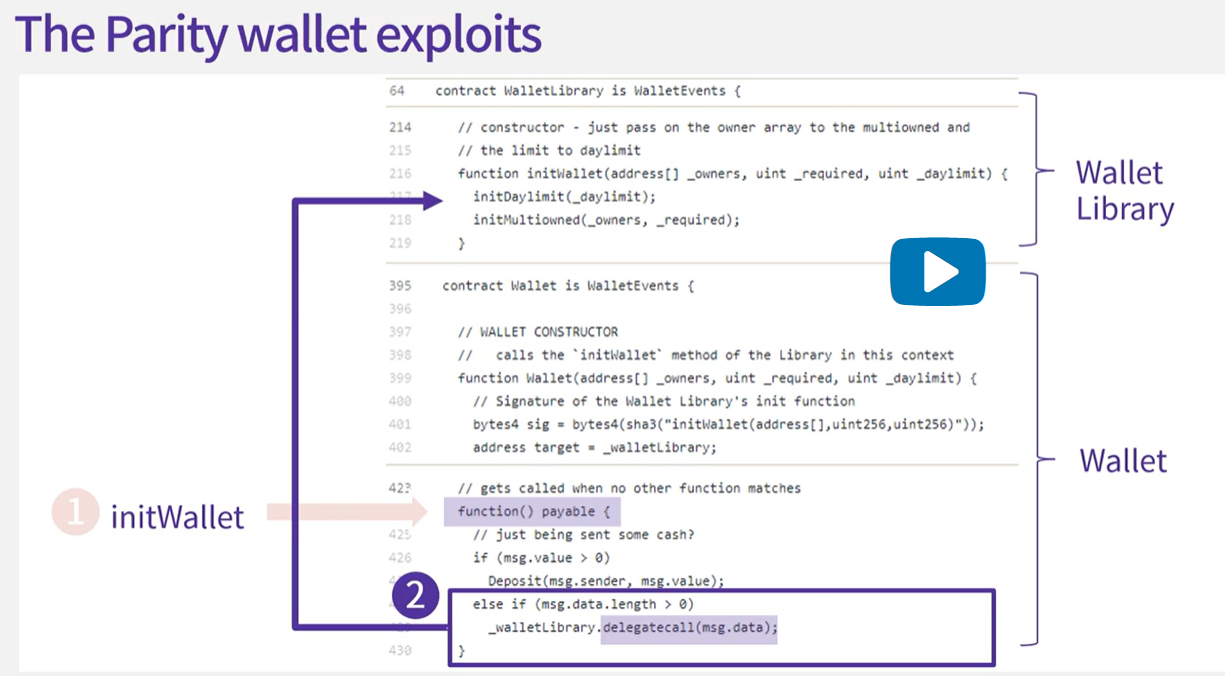 The Parity wallet exploits
64 contract WalletLibrary is WalletEvents {
214 // constructor - just pass on the owner array to the multiowned and
215 // the limit to daylimit
216 function initWallet(address[] _owners, uint _required, uint _daylimit) {
217 initDaylimit(_daylimit);
218 initMultiowned(_owners, _required);
219 }
Wallet
Library
395 contract Wallet is WalletEvents {
396
397 // WALLET CONSTRUCTOR
398 // calls the `initWallet` method of the Library in this context
399 function Wallet(address[] _owners, uint _required, uint _daylimit) {
400 // Signature of the Wallet Library's init function
401 bytes4 sig = bytes4(sha3("initWallet(address[],uint256,uint256)"));
402 address target = _walletLibrary;
Wallet
423 // gets called when no other function matches
1 initWallet
function() payable {
425 // just being sent some cash?
426 if (msg.value > 0)
Deposit(msg.sender, msg.value);
2
else if (msg.data.length > 0)
_walletLibrary.delegatecall(msg.data);
430 }